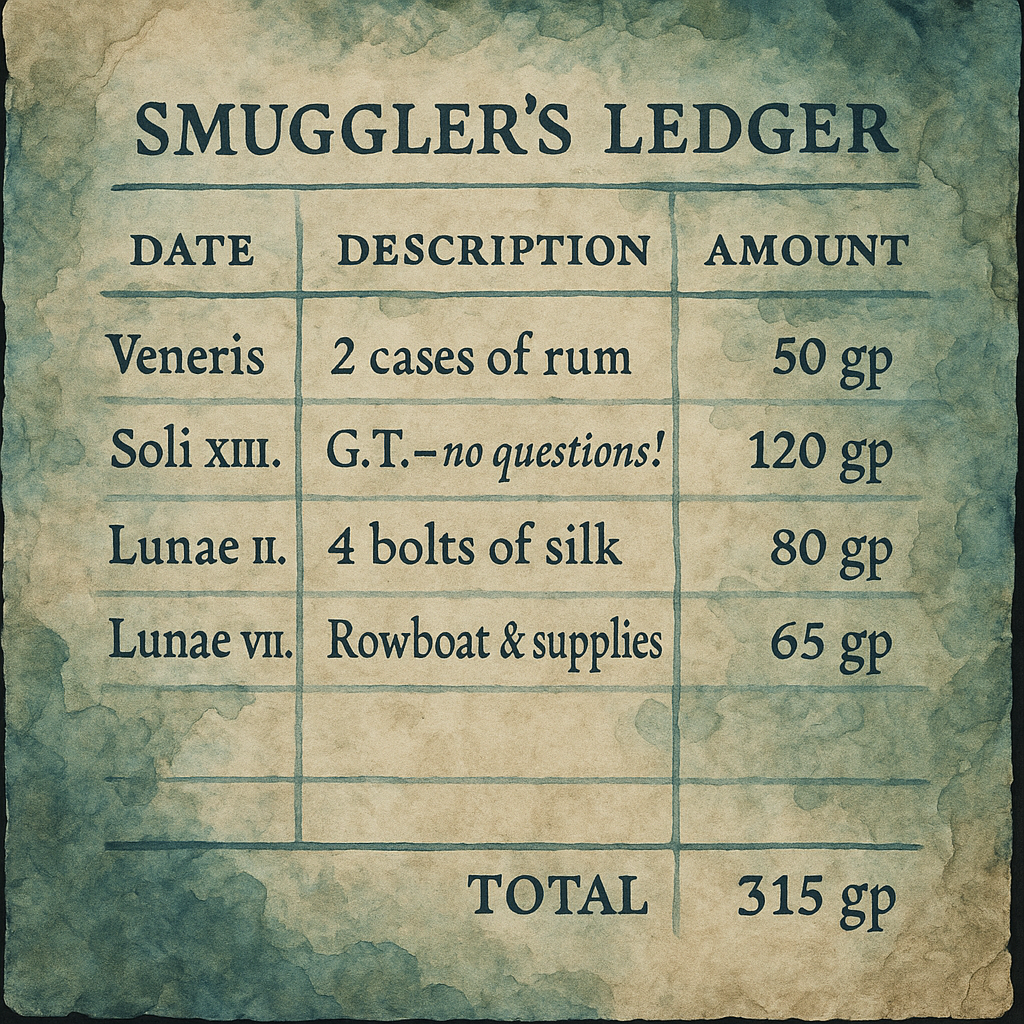 SMUGGLER'S LEDGER
DATE DESCRIPTION AMOUNT
Veneris 2 cases of rum 50 gp
Soli XIII. G.T.–no questions! 120 gp
Lunae II. 4 bolts of silk 80 gp
Lunae VII. Rowboat & supplies 65 gp
TOTAL 315 gp